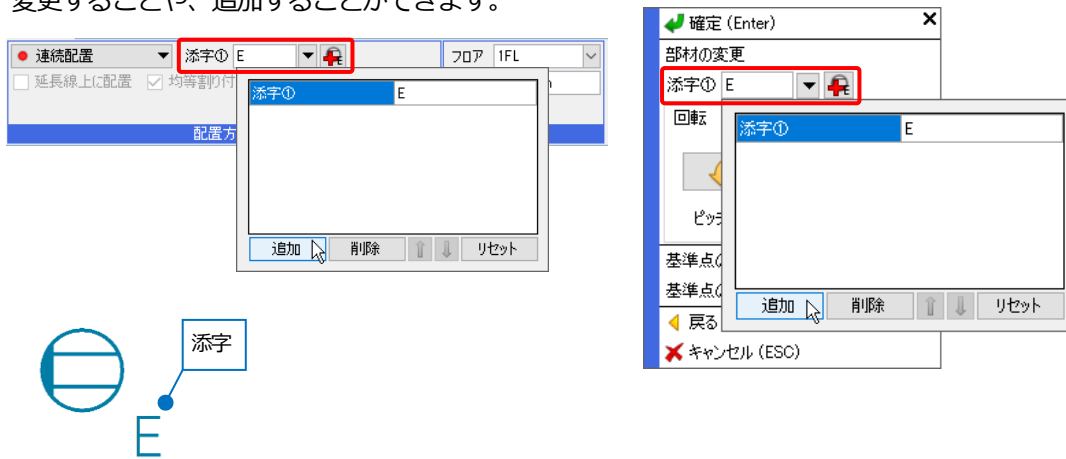 変更することや、追加することができます。
連続配置 添字① E フロア 1FL
延長線上に配置 均等割り付
添字① E
配置方
追加 削除 リセット
添字
E
確定 (Enter)
部材の変更
添字① E
回転
添字① E
ピッチ
基準点の
基準点の
追加 削除 リセット
戻る
キャンセル (ESC)